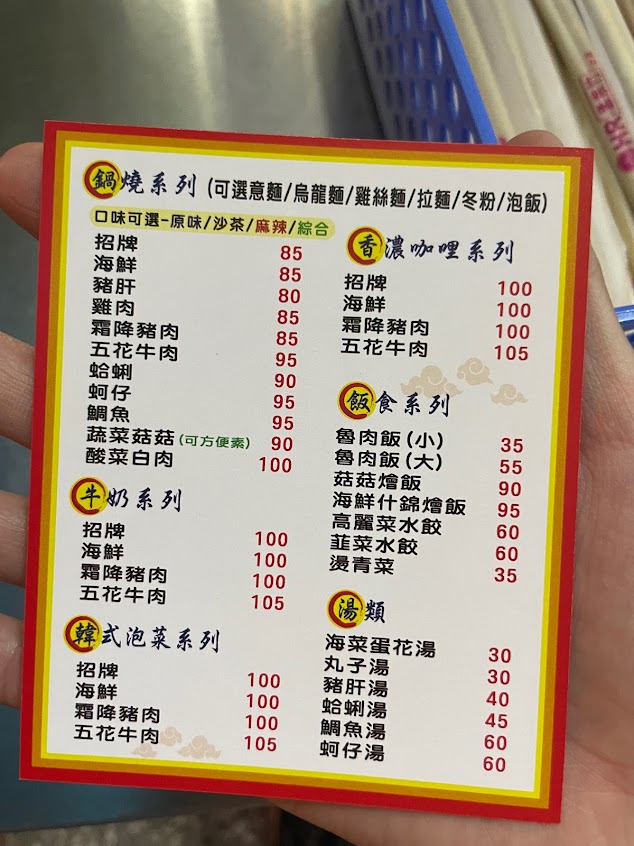 鍋燒系列 (可選意麵/烏龍麵/雞絲麵/拉麵/冬粉/泡飯)
口味可選-原味/沙茶/麻辣/綜合
招牌 85
海鮮 85
豬肝 80
雞肉 85
霜降豬肉 85
五花牛肉 95
蛤蜊 90
蚵仔 95
鯛魚 95
蔬菜菇菇(可方便素) 90
酸菜白肉 100
牛奶系列
招牌 100
海鮮 100
霜降豬肉 100
五花牛肉 105
韓式泡菜系列
招牌 100
海鮮 100
霜降豬肉 100
五花牛肉 105
香濃咖哩系列
招牌 100
海鮮 100
霜降豬肉 100
五花牛肉 105
飯食系列
魯肉飯(小) 35
魯肉飯(大) 55
菇菇燴飯 90
海鮮什錦燴飯 95
高麗菜水餃 60
韮菜水餃 60
燙青菜 35
湯類
海菜蛋花湯 30
丸子湯 30
豬肝湯 40
蛤蜊湯 45
鯛魚湯 60
蚵仔湯 60
HR